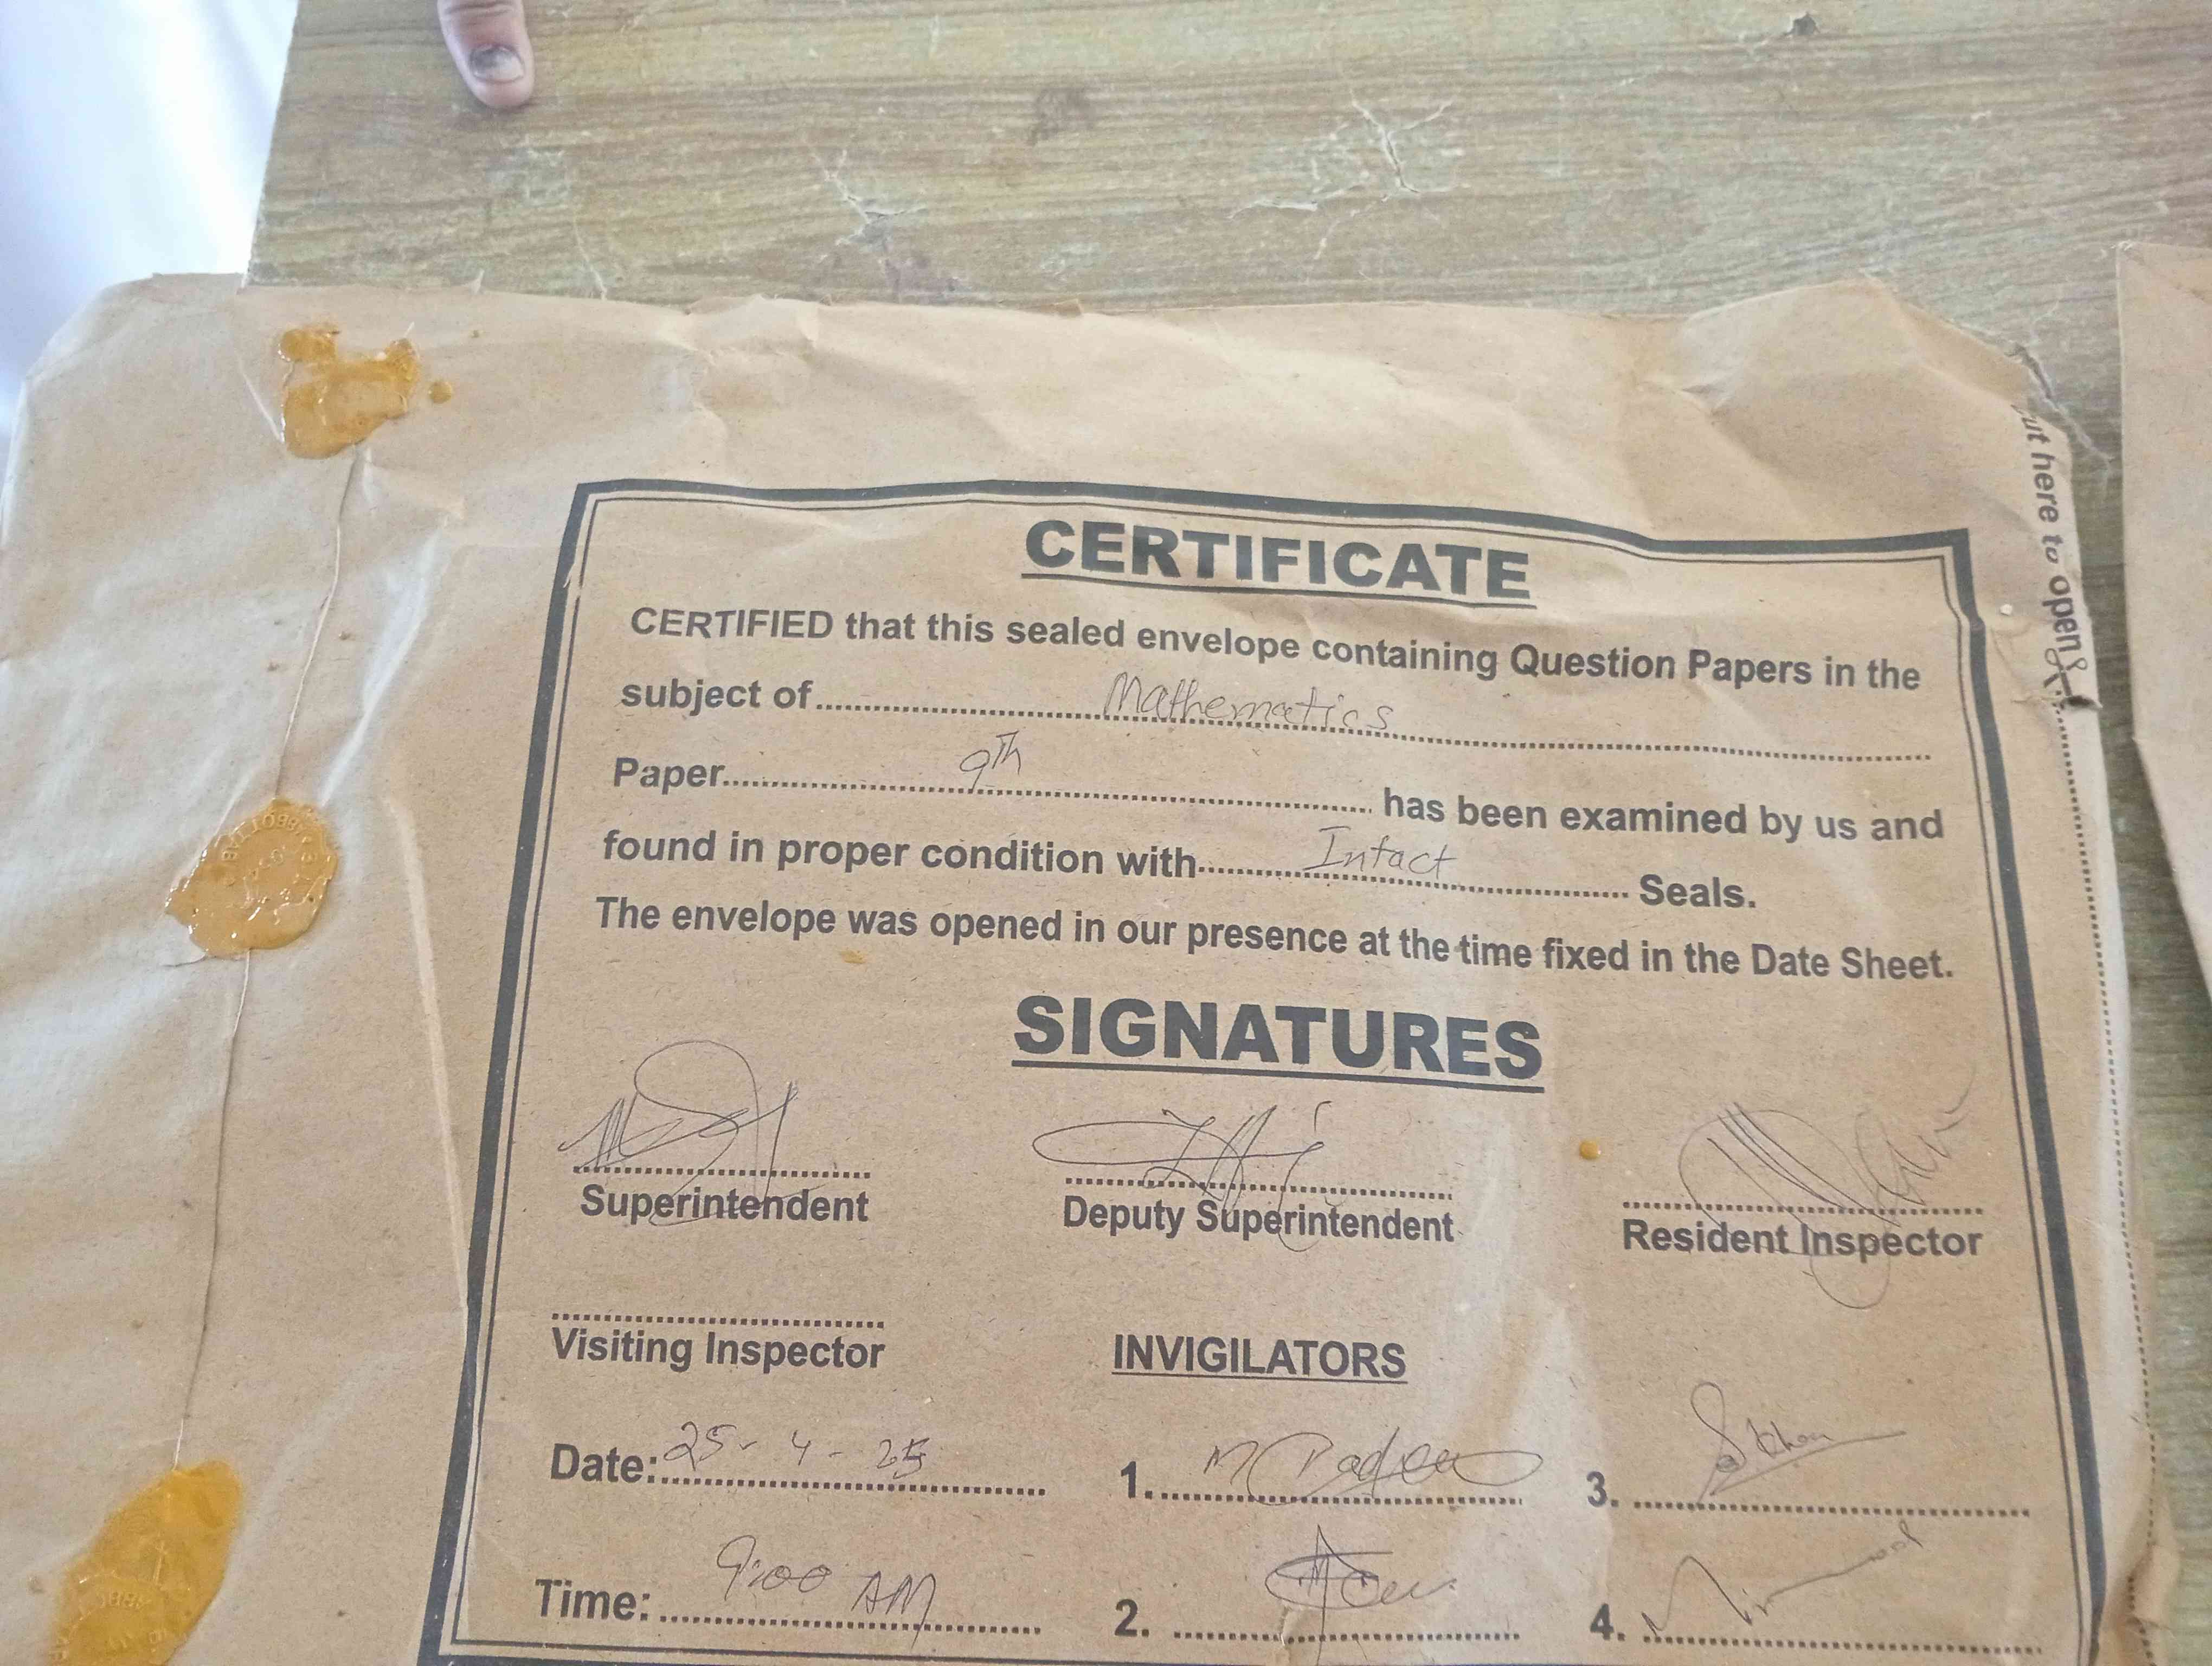 CERTIFICATE
CERTIFIED that this sealed envelope containing Question Papers in the
subject of Mathematics
Paper 9th has been examined by us and
found in proper condition with Intact Seals.
The envelope was opened in our presence at the time fixed in the Date Sheet.
SIGNATURES
Superintendent Deputy Superintendent Resident Inspector
Visiting Inspector INVIGILATORS
Date: 25-4-25 1. 3.
Time: 9:00 AM 2. 4.
ut here to open